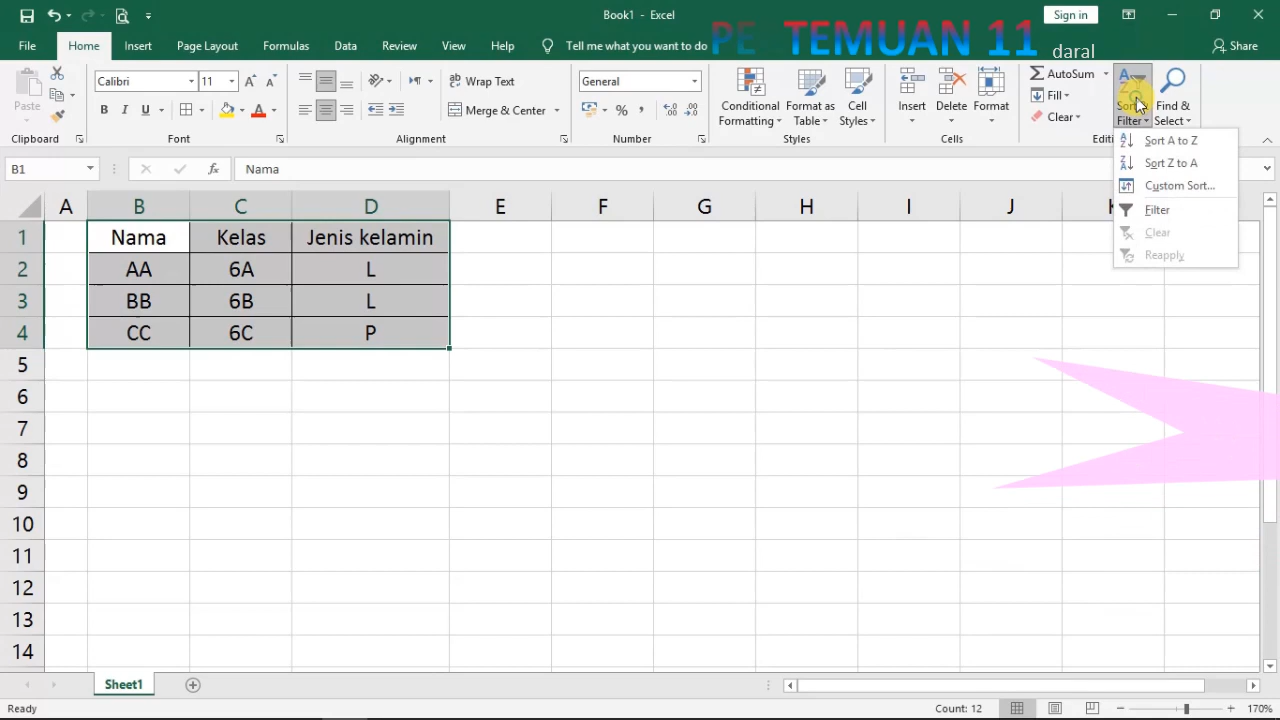 Book1 - Excel
Sign in
File Home Insert Page Layout Formulas Data Review View Help Tell me what you want to do
TEMUAN 11
daral
Share
Paste
Calibri 11
Wrap Text
Merge & Center
General
Conditional Formatting
Format as Table
Cell Styles
Insert Delete Format
AutoSum
Fill
Clear
Filter
Find & Select
Clipboard Font Alignment Number Styles Cells
Sort A to Z
Sort Z to A
Custom Sort...
Filter
Clear
Reapply
B1 Nama
A B C D E F G H I J
1 Nama Kelas Jenis kelamin
2 AA 6A L
3 BB 6B L
4 CC 6C P
5
6
7
8
9
10
11
12
13
14
Sheet1
Ready Count: 12 170%